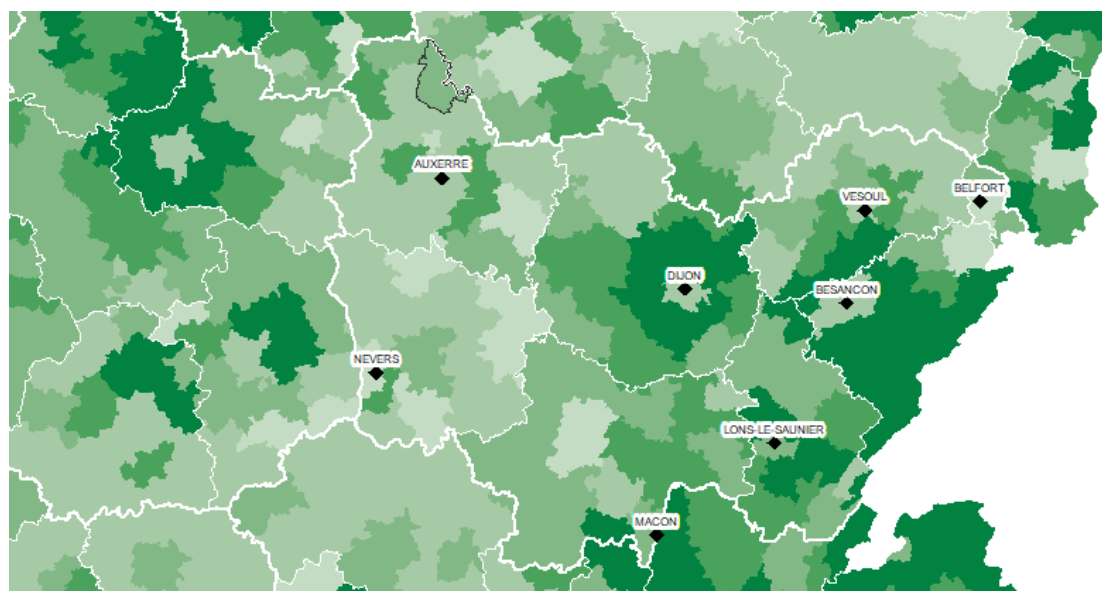 AUXERRE
BELFORT
VESOUL
DIJON
BESANCON
NEVERS
LONS-LE-SAUNIER
MACON